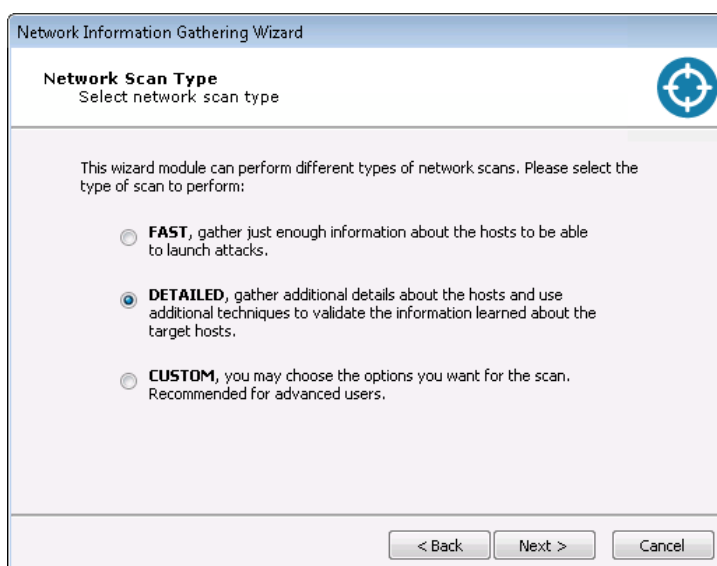 Network Information Gathering Wizard
Network Scan Type
Select network scan type
This wizard module can perform different types of network scans. Please select the
type of scan to perform:
FAST, gather just enough information about the hosts to be able
to launch attacks.
DETAILED, gather additional details about the hosts and use
additional techniques to validate the information learned about the
target hosts.
CUSTOM, you may choose the options you want for the scan.
Recommended for advanced users.
< Back
Next >
Cancel